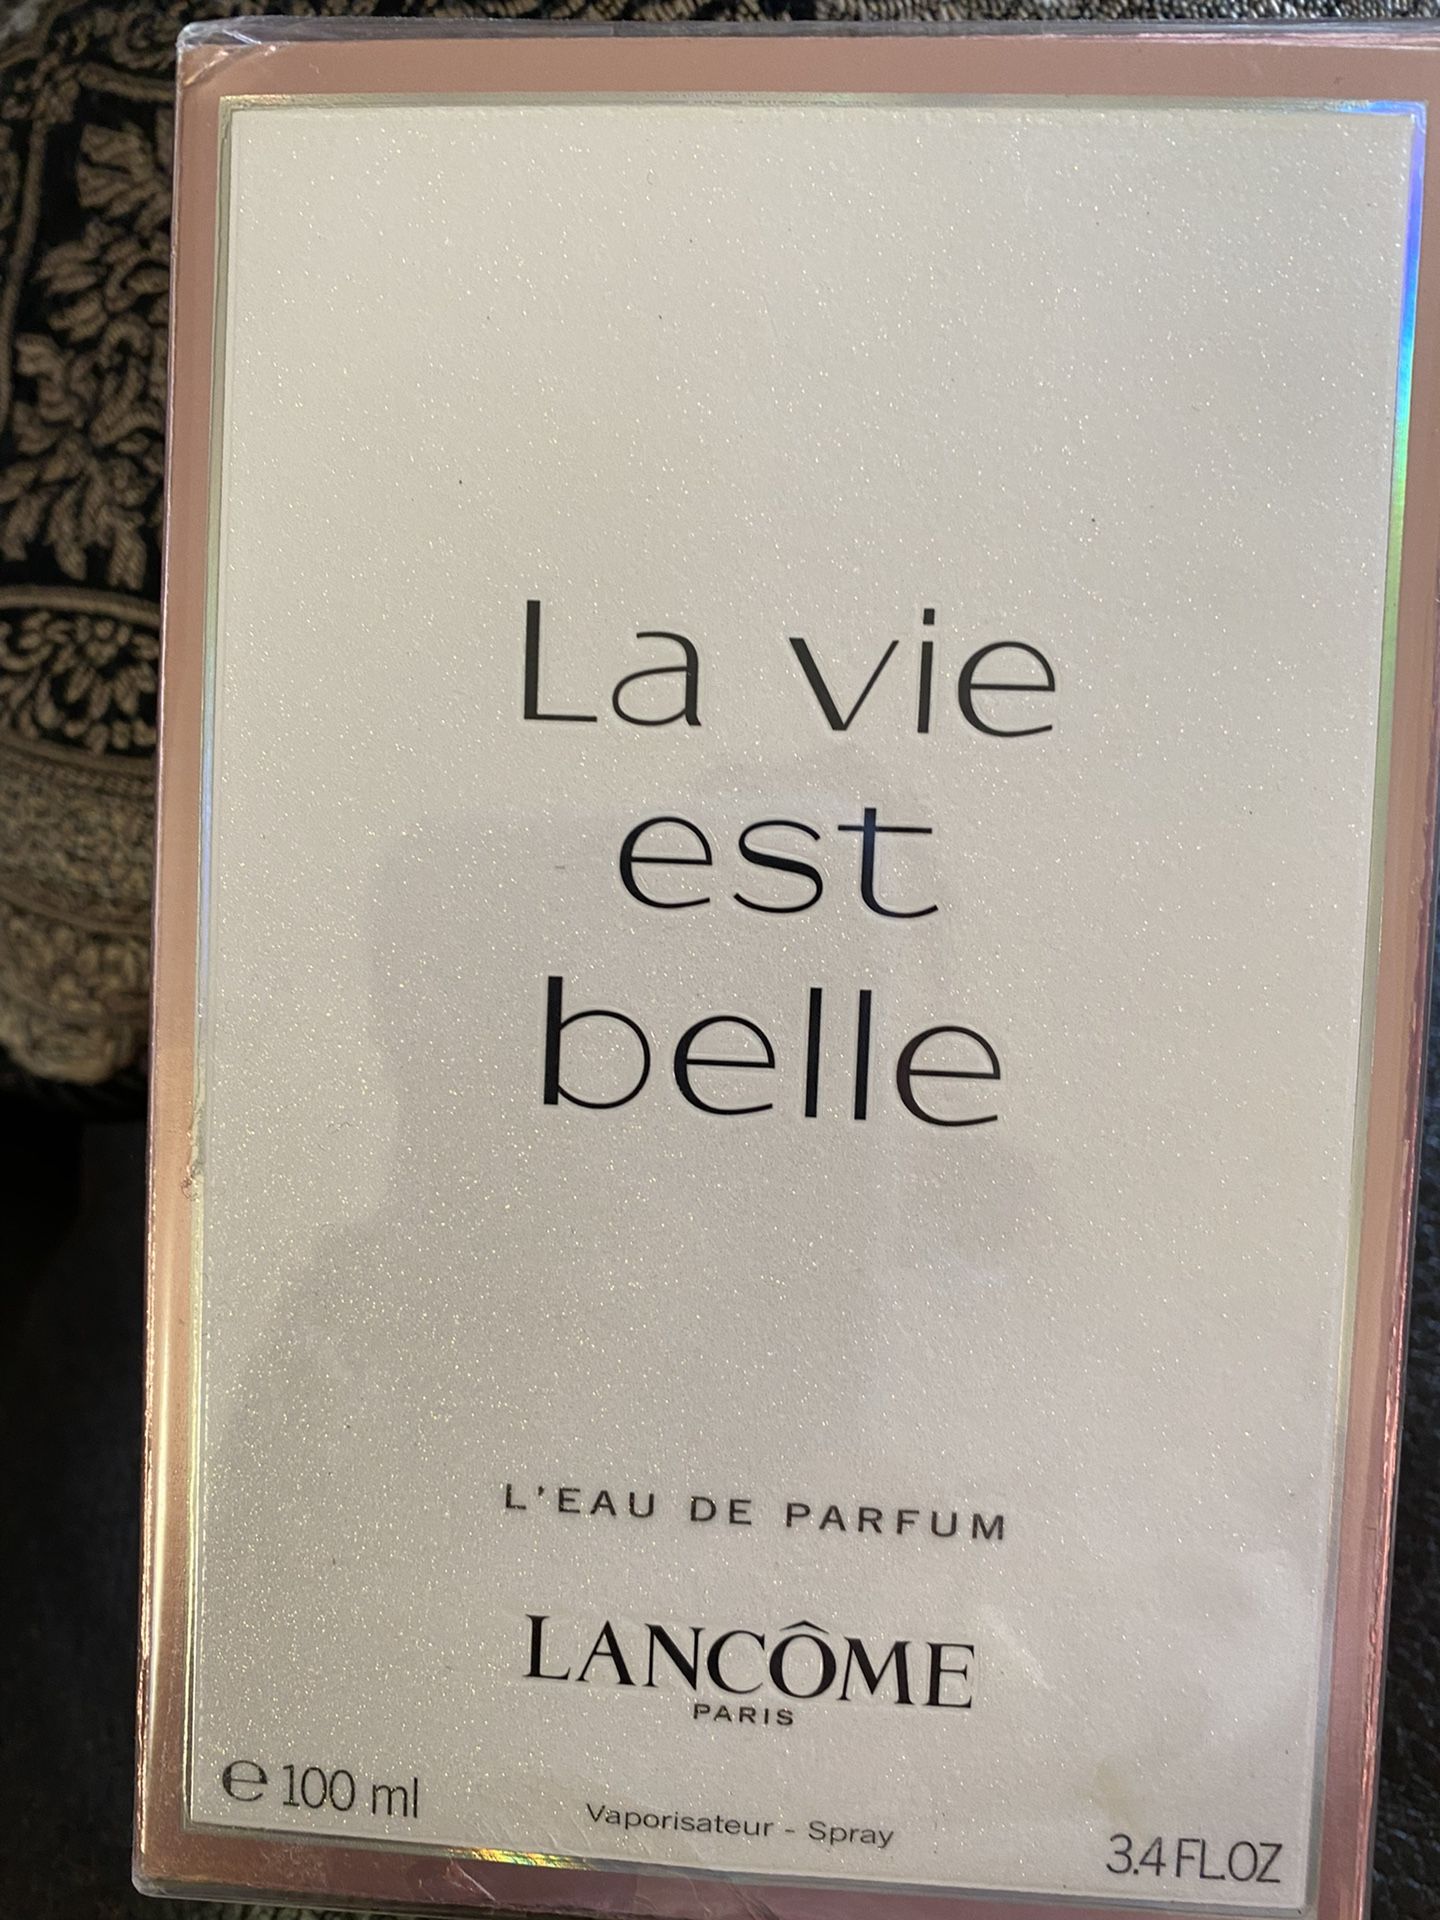 La vie
est
belle
L'EAU DE PARFUM
LANCÔME
PARIS
e 100 ml
Vaporisateur - Spray
3.4 FL.OZ